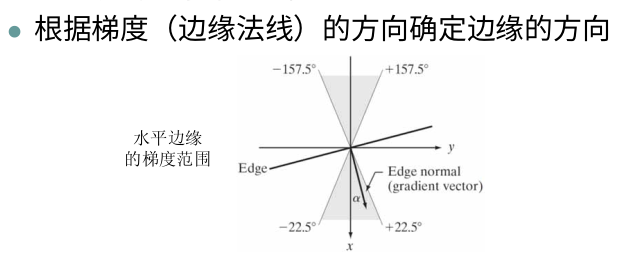 根据梯度（边缘法线）的方向确定边缘的方向
−157.5°
+157.5°
水平边缘
的梯度范围
y
Edge
Edge normal
(gradient vector)
α
−22.5°
+22.5°
x